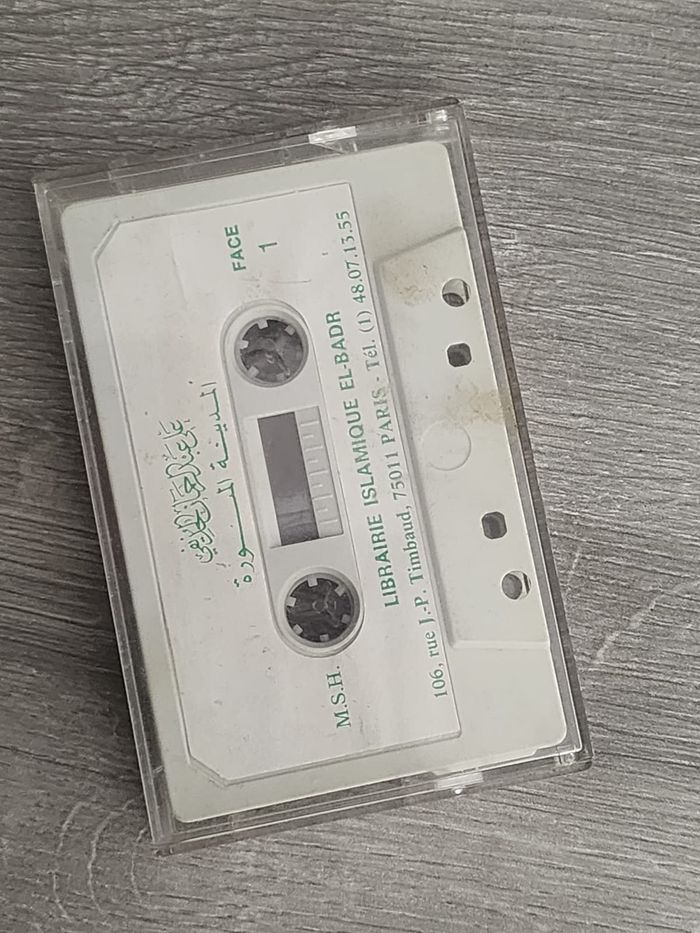 علي عبد الرحمن الحذيفي
المدينة المنورة
FACE
1
M.S.H.
LIBRAIRIE ISLAMIQUE EL-BADR
106, rue J.-P. Timbaud, 75011 PARIS - Tél. (1) 48.07.13.55